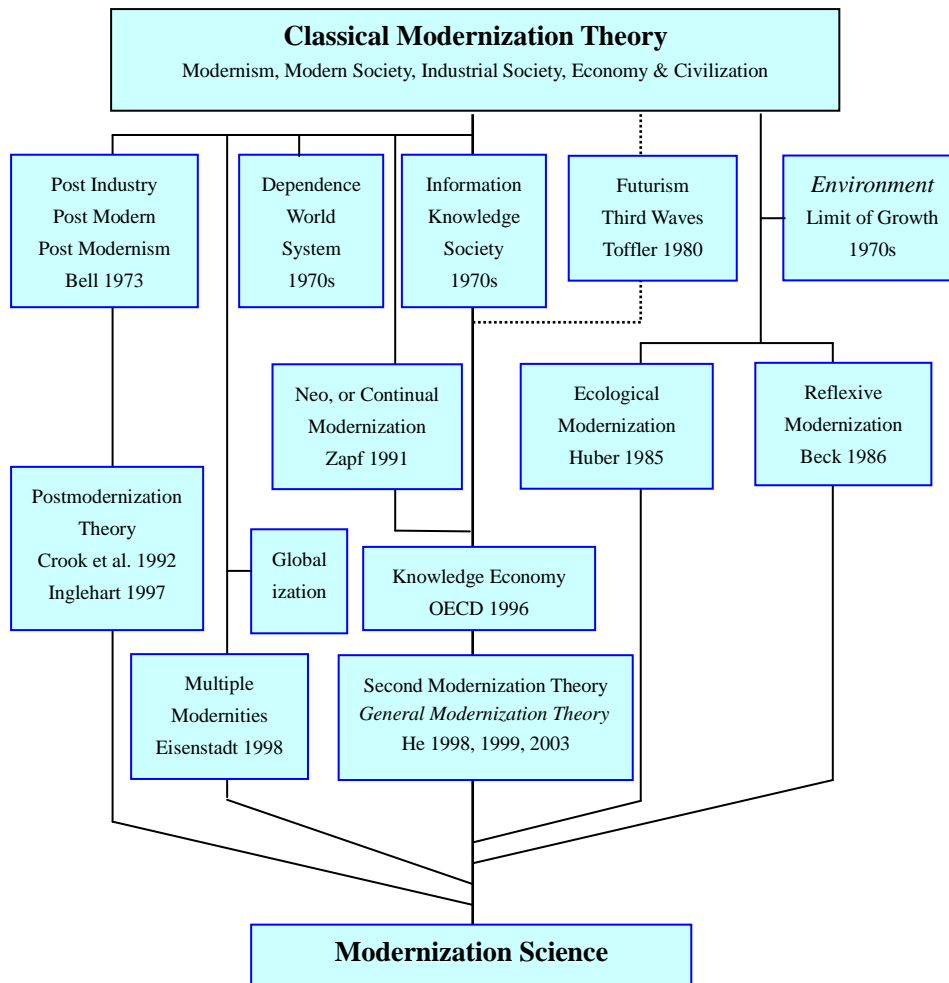 Classical Modernization Theory
Modernism, Modern Society, Industrial Society, Economy & Civilization
Post Industry
Post Modern
Post Modernism
Bell 1973
Dependence
World
System
1970s
Information
Knowledge
Society
1970s
Futurism
Third Waves
Toffler 1980
Environment
Limit of Growth
1970s
Neo, or Continual
Modernization
Zapf 1991
Ecological
Modernization
Huber 1985
Reflexive
Modernization
Beck 1986
Postmodernization
Theory
Crook et al. 1992
Inglehart 1997
Global
ization
Knowledge Economy
OECD 1996
Multiple
Modernities
Eisenstadt 1998
Second Modernization Theory
General Modernization Theory
He 1998, 1999, 2003
Modernization Science